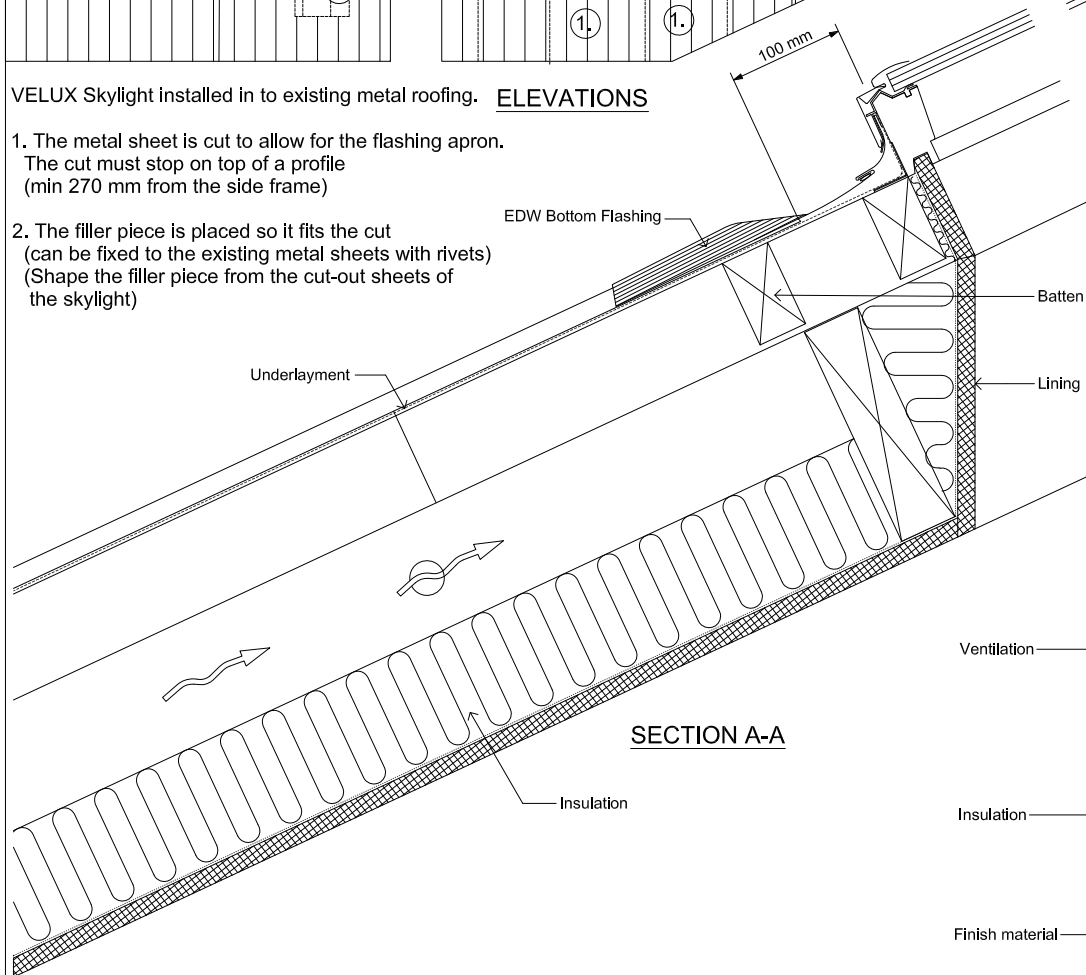 1.
1.
100 mm
VELUX Skylight installed in to existing metal roofing.
ELEVATIONS
1. The metal sheet is cut to allow for the flashing apron.
The cut must stop on top of a profile
(min 270 mm from the side frame)
2. The filler piece is placed so it fits the cut
(can be fixed to the existing metal sheets with rivets)
(Shape the filler piece from the cut-out sheets of
the skylight)
EDW Bottom Flashing
Batten
Underlayment
Lining
Ventilation
SECTION A-A
Insulation
Insulation
Finish material